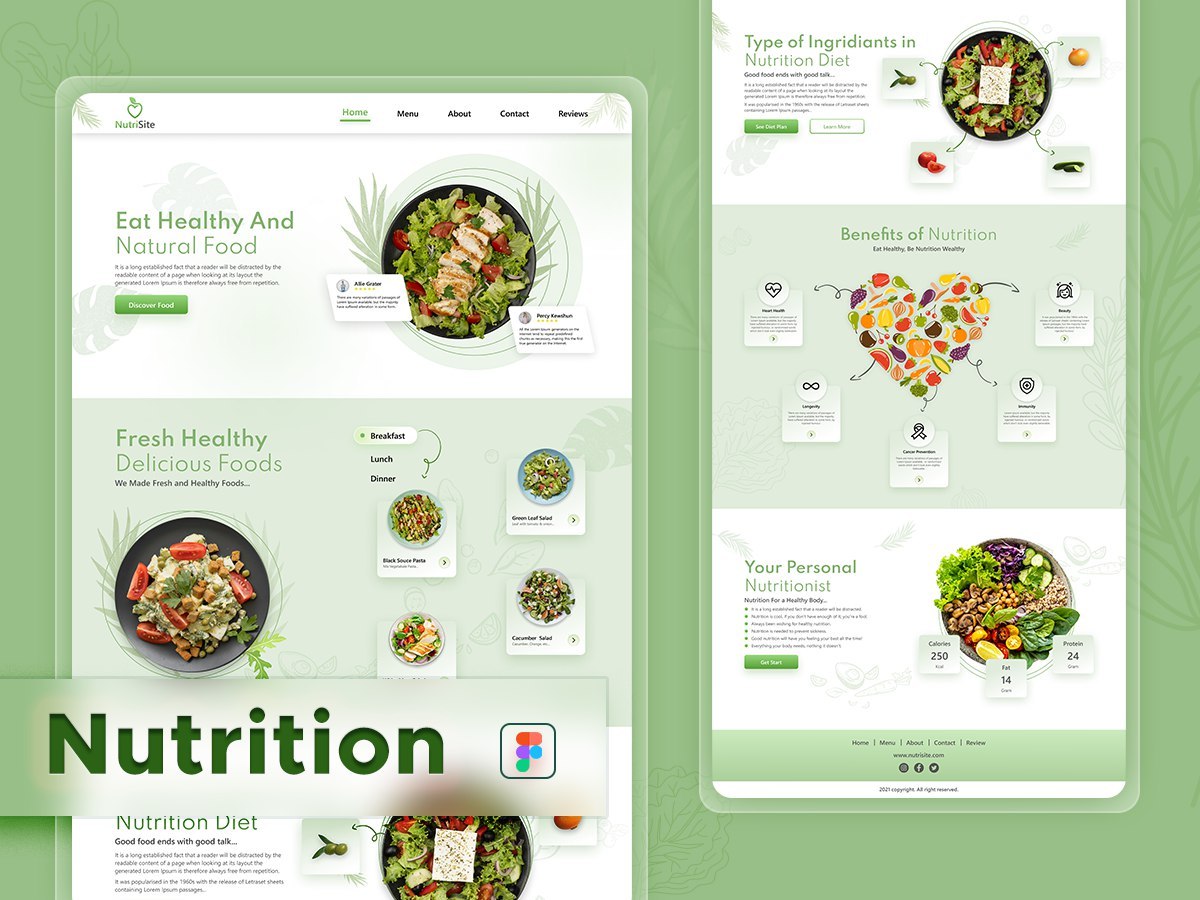 NutriSite
Home
Menu
About
Contact
Reviews
Eat Healthy And
Natural Food
It is a long established fact that a reader will be distracted by the
readable content of a page when looking at its layout the
generated Lorem Ipsum is therefore always free from repetition.
Discover Food
Allie Grater
There are many variations of passages of
Lorem Ipsum available, but the majority
have suffered alteration in some form.
Percy Kewshun
All the Lorem Ipsum generators on the
internet tend to repeat predefined
chunks as necessary, making this the first
true generator on the internet
Fresh Healthy
Delicious Foods
We Made Fresh and Healthy Foods...
Breakfast
Lunch
Dinner
Black Souce Pasta
Green Leaf Salad
Cacumber Salad
Nutrition
Nutrition Diet
Good food ends with good talk...
It is a long established fact that a reader will be distracted by the
readable content of a page when looking at its layout the
generated Lorem Ipsum is therefore always free from repetition.
It was popularised in the 1960s with the release of Letraset sheets
containing Lorem Ipsum passages..
Type of Ingridiants in
Nutrition Diet
Good food ends with good talk...
It is a long established fact that a reader will be distracted by the
readable content of a page when looking at its layout the
generated Lorem Ipsum is therefore always free from repetition.
It was popularised in the 1960s with the release of Letraset sheets
containing Lorem Ipsum passages..
See Diet Plan
Learn More
Benefits of Nutrition
Eat Healthy, Be Nutrition Wealthy
Heart Health
Beauty
Longevity
Immunity
Cancer Prevention
Your Personal
Nutritionist
Nutrition For a Healthy Body...
It is a long established fact that a reader will be distracted.
Nutrition is cool, if you don't have enough of it; you're a fool
Always been wishing for healthy nutrition.
Nutrition is needed to prevent sickness.
Good nutrition will have you feeling your best all the time!
Everything your body needs, nothing it doesn't
Get Start
Calories
250
Kcal
Fat
14
Gram
Protein
24
Gram
Home | Menu | About | Contact | Review
www.nutrisite.com
2021 copyright. All right reserved.